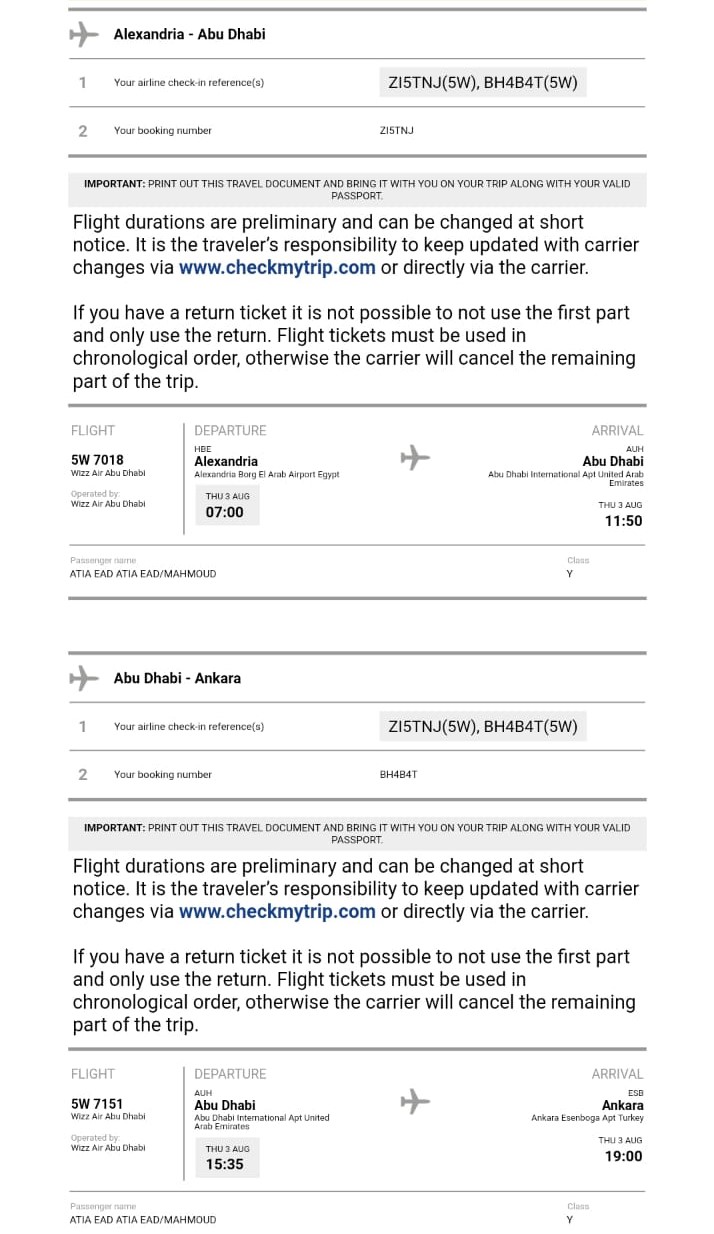 Alexandria - Abu Dhabi
1 Your airline check-in reference(s) ZI5TNJ(5W), BH4B4T(5W)
2 Your booking number ZI5TNJ
IMPORTANT: PRINT OUT THIS TRAVEL DOCUMENT AND BRING IT WITH YOU ON YOUR TRIP ALONG WITH YOUR VALID
PASSPORT.
Flight durations are preliminary and can be changed at short
notice. It is the traveler's responsibility to keep updated with carrier
changes via www.checkmytrip.com or directly via the carrier.
If you have a return ticket it is not possible to not use the first part
and only use the return. Flight tickets must be used in
chronological order, otherwise the carrier will cancel the remaining
part of the trip.
FLIGHT
5W 7018
Wizz Air Abu Dhabi
Operated by:
Wizz Air Abu Dhabi
DEPARTURE
HBE
Alexandria
Alexandria Borg El Arab Airport Egypt
THU 3 AUG
07:00
ARRIVAL
AUH
Abu Dhabi
Abu Dhabi International Apt United Arab
Emirates
THU 3 AUG
11:50
Passenger name Class
ATIA EAD ATIA EAD/MAHMOUD Y
Abu Dhabi - Ankara
1 Your airline check-in reference(s) ZI5TNJ(5W), BH4B4T(5W)
2 Your booking number BH4B4T
IMPORTANT: PRINT OUT THIS TRAVEL DOCUMENT AND BRING IT WITH YOU ON YOUR TRIP ALONG WITH YOUR VALID
PASSPORT.
Flight durations are preliminary and can be changed at short
notice. It is the traveler's responsibility to keep updated with carrier
changes via www.checkmytrip.com or directly via the carrier.
If you have a return ticket it is not possible to not use the first part
and only use the return. Flight tickets must be used in
chronological order, otherwise the carrier will cancel the remaining
part of the trip.
FLIGHT
5W 7151
Wizz Air Abu Dhabi
Operated by:
Wizz Air Abu Dhabi
DEPARTURE
AUH
Abu Dhabi
Abu Dhabi International Apt United
Arab Emirates
THU 3 AUG
15:35
ARRIVAL
ESB
Ankara
Ankara Esenboga Apt Turkey
THU 3 AUG
19:00
Passenger name Class
ATIA EAD ATIA EAD/MAHMOUD Y